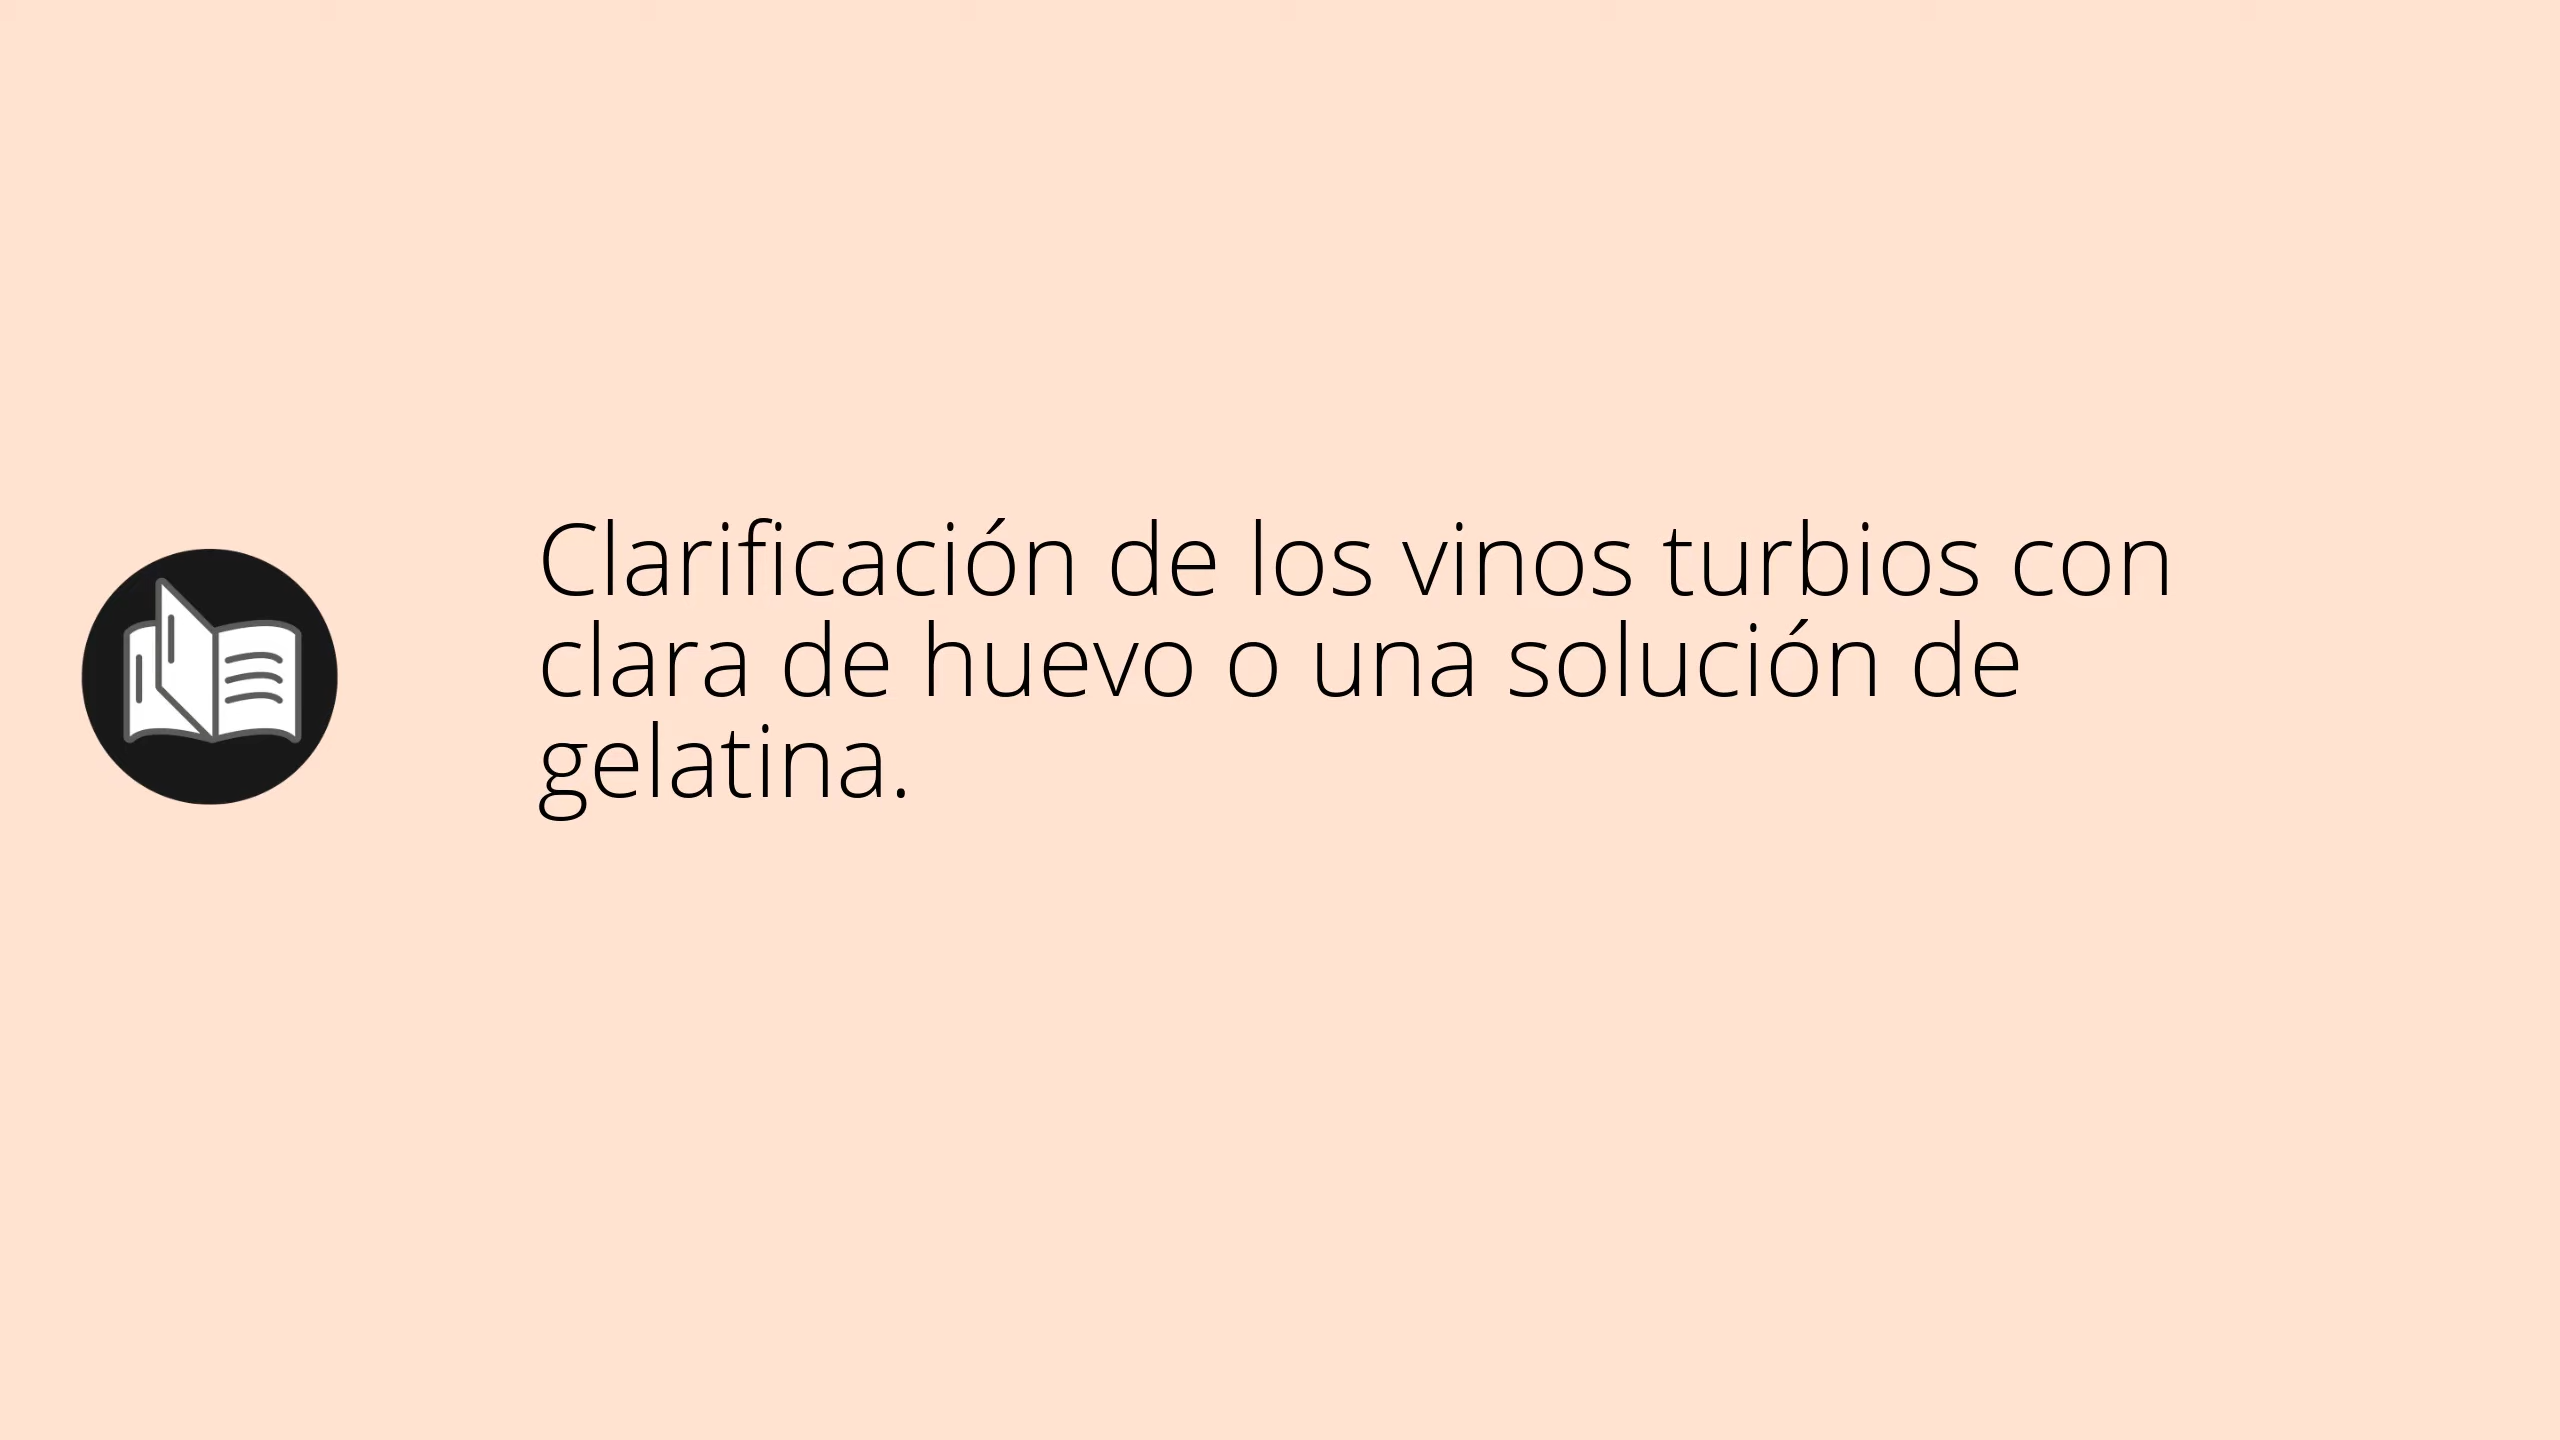 Clarificación de los vinos turbios con
clara de huevo o una solución de
gelatina.